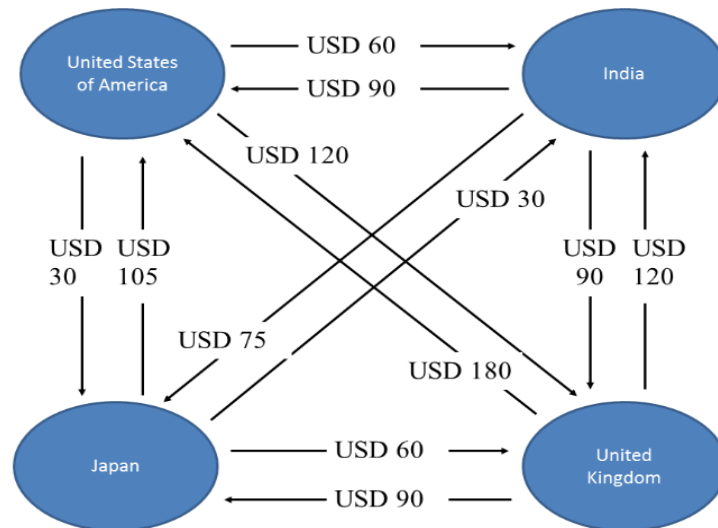 United States
of America
USD 60
India
USD 90
USD 120
USD 30
USD
30
USD
105
USD
90
USD
120
USD 75
USD 180
Japan
USD 60
United
Kingdom
USD 90